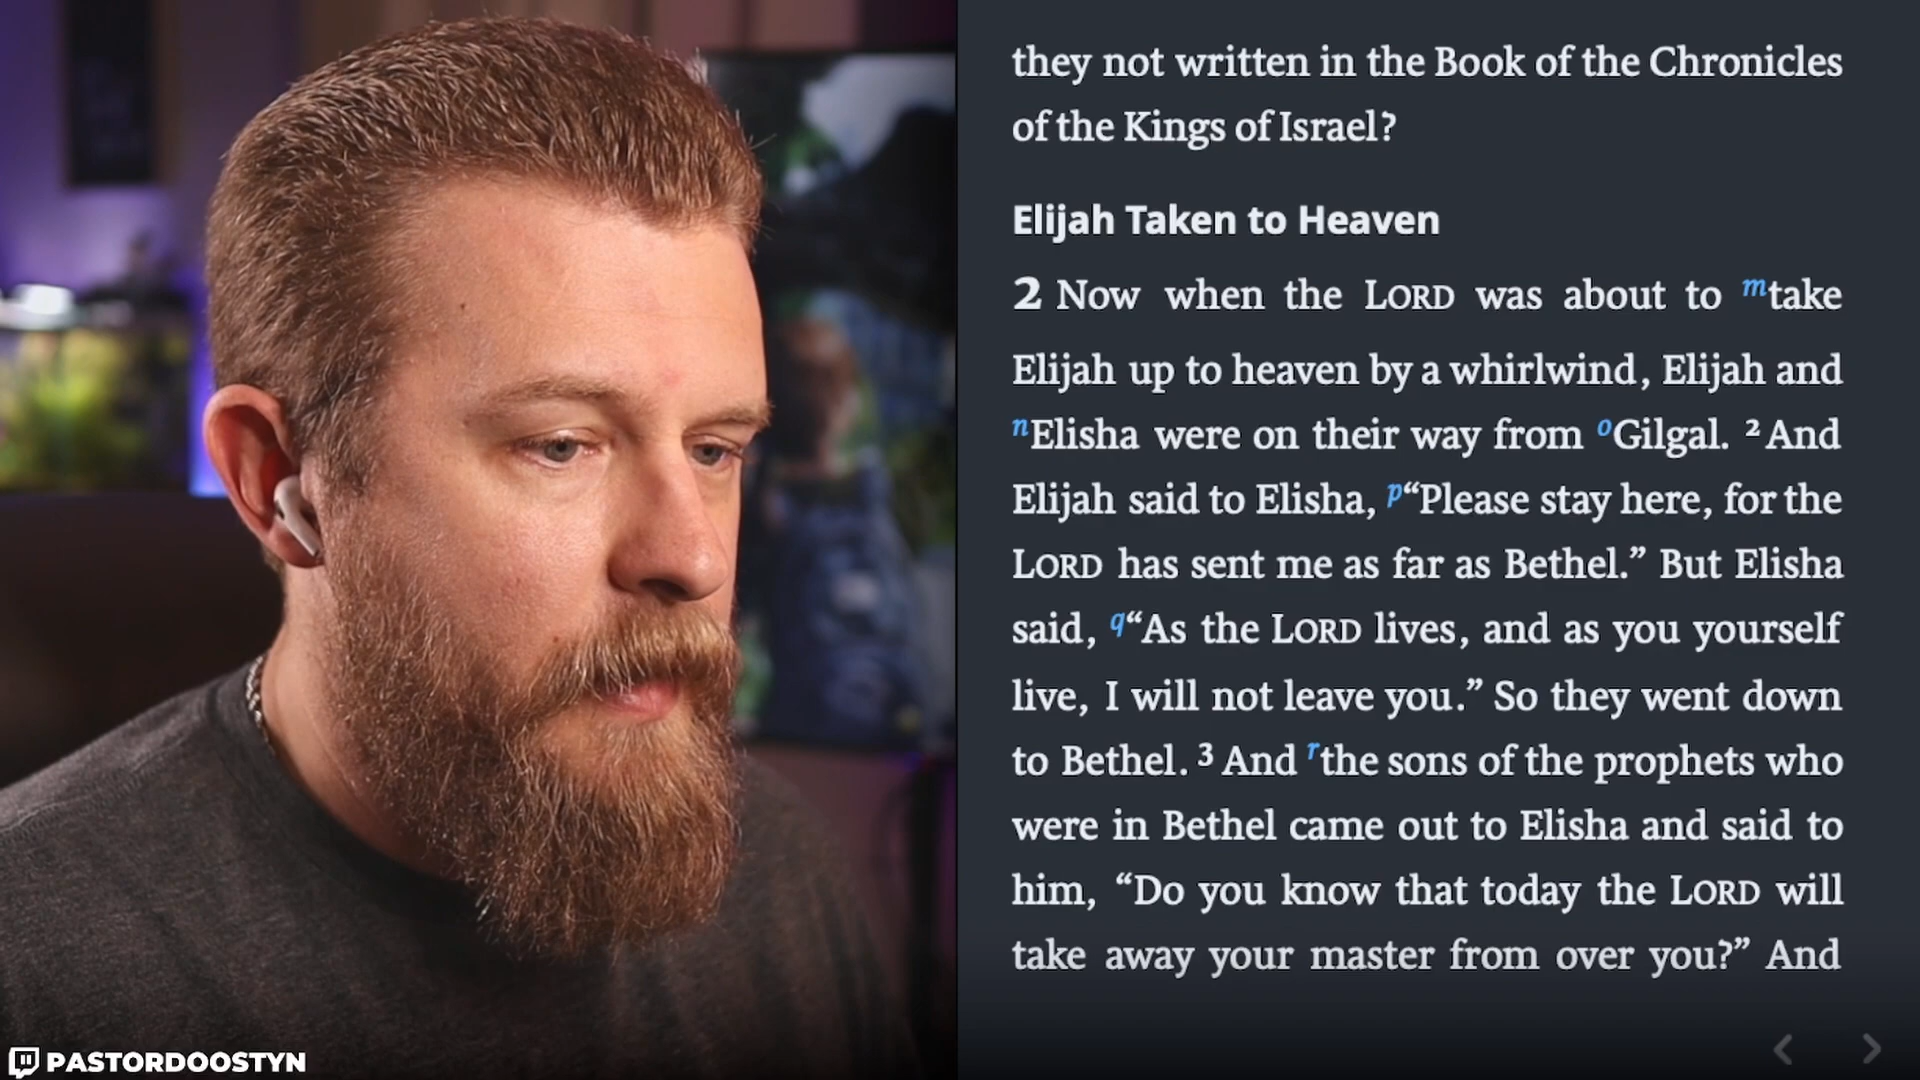 they not written in the Book of the Chronicles
of the Kings of Israel?
Elijah Taken to Heaven
2 Now when the LORD was about to mtake
Elijah up to heaven by a whirlwind, Elijah and
nElisha were on their way from oGilgal. 2 And
Elijah said to Elisha, p“Please stay here, for the
LORD has sent me as far as Bethel.” But Elisha
said, q“As the LORD lives, and as you yourself
live, I will not leave you.” So they went down
to Bethel. 3 And rthe sons of the prophets who
were in Bethel came out to Elisha and said to
him, “Do you know that today the LORD will
take away your master from over you?” And
PASTORDOOSTYN